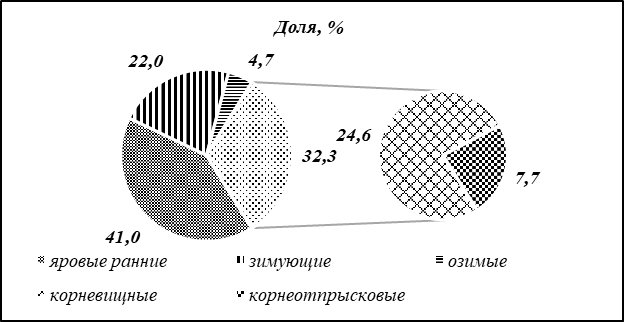 Доля, %
22,0
4,7
24,6
32,3
7,7
41,0
яровые ранние зимующие озимые
корневищные корнеотпрысковые